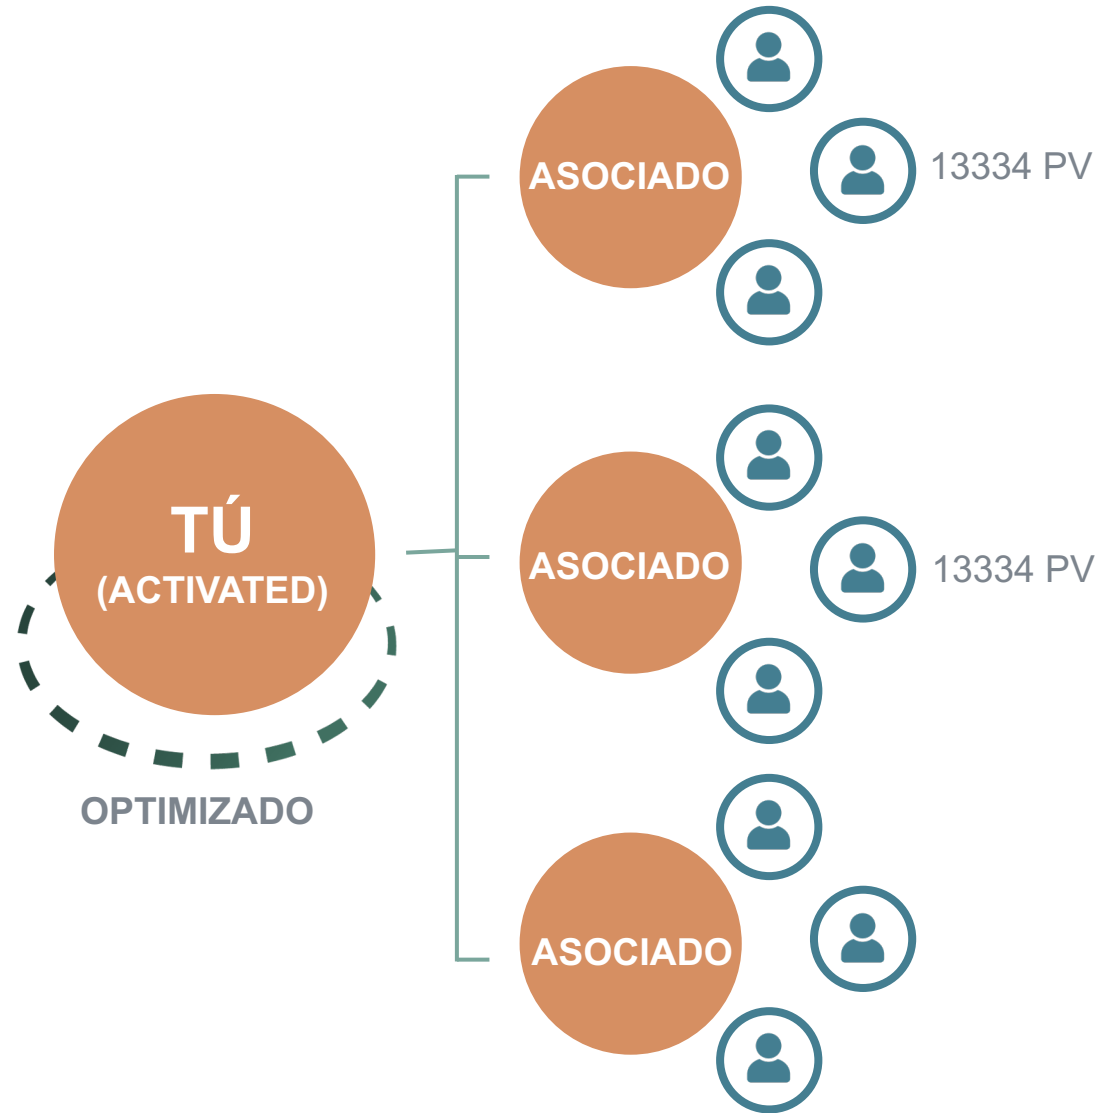 ASOCIADO
13334 PV
TÚ
(ACTIVATED)
ASOCIADO
13334 PV
OPTIMIZADO
ASOCIADO